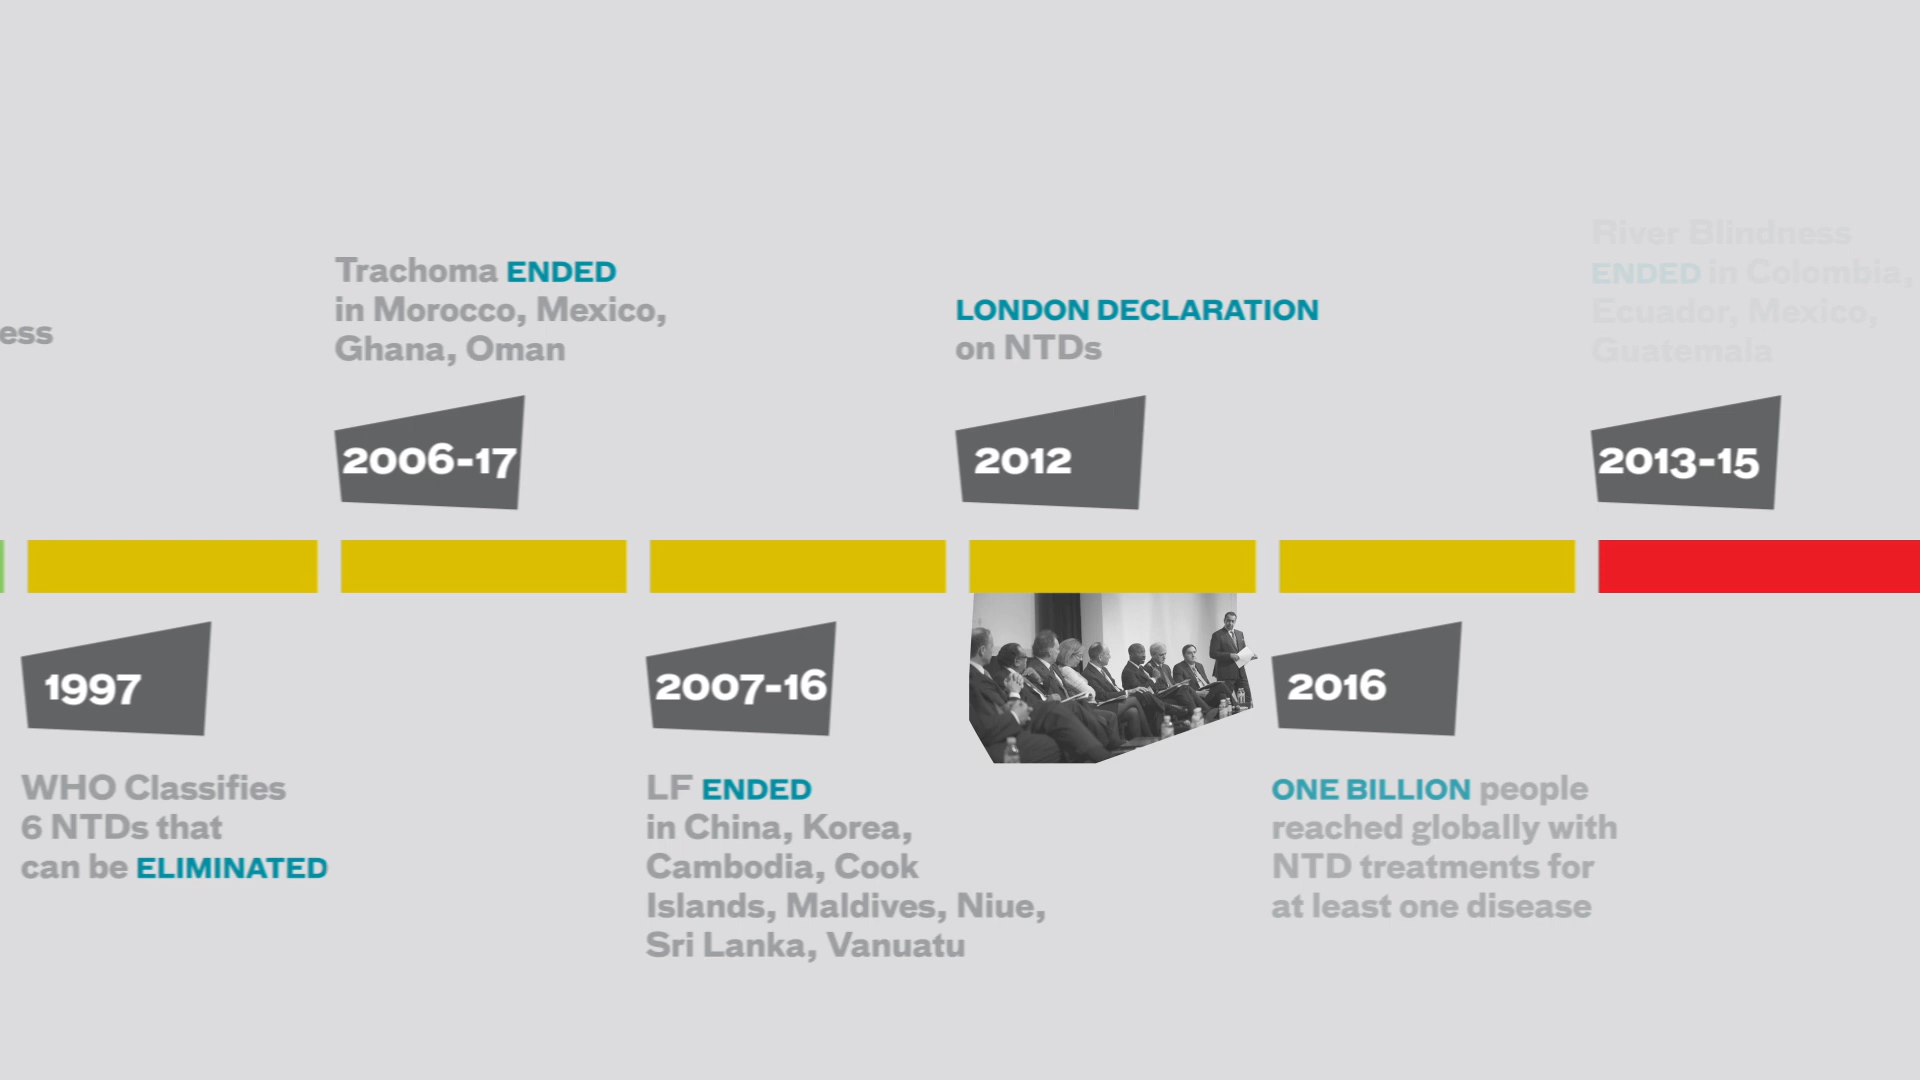 ess
Trachoma ENDED
in Morocco, Mexico,
Ghana, Oman
2006-17
LONDON DECLARATION
on NTDs
2012
River Blindness
ENDED in Colombia,
Ecuador, Mexico,
Guatemala
2013-15
1997
WHO Classifies
6 NTDs that
can be ELIMINATED
2007-16
LF ENDED
in China, Korea,
Cambodia, Cook
Islands, Maldives, Niue,
Sri Lanka, Vanuatu
2016
ONE BILLION people
reached globally with
NTD treatments for
at least one disease